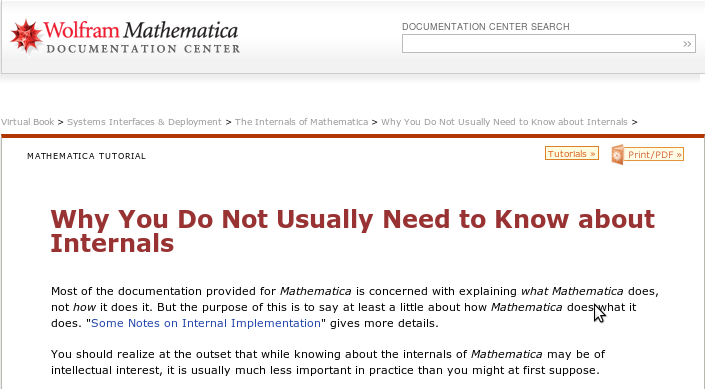 Wolfram Mathematica
DOCUMENTATION CENTER
DOCUMENTATION CENTER SEARCH
»
Virtual Book > Systems Interfaces & Deployment > The Internals of Mathematica > Why You Do Not Usually Need to Know about Internals >
MATHEMATICA TUTORIAL
Tutorials »
Print/PDF »
Why You Do Not Usually Need to Know about
Internals
Most of the documentation provided for Mathematica is concerned with explaining what Mathematica does,
not how it does it. But the purpose of this is to say at least a little about how Mathematica does what it
does. "Some Notes on Internal Implementation" gives more details.
You should realize at the outset that while knowing about the internals of Mathematica may be of
intellectual interest, it is usually much less important in practice than you might at first suppose.